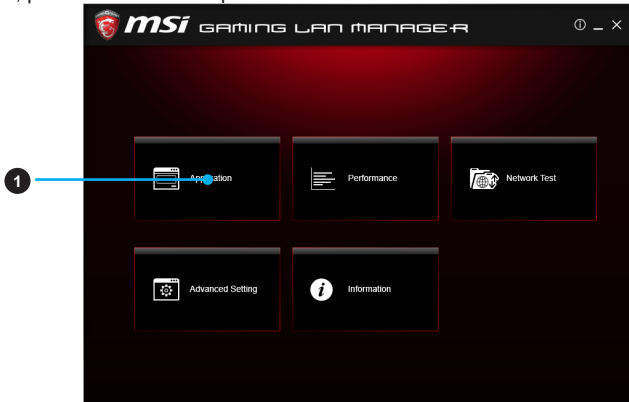 msi GAMING LAN MANAGER
1
Application
Performance
Network Test
Advanced Setting
Information